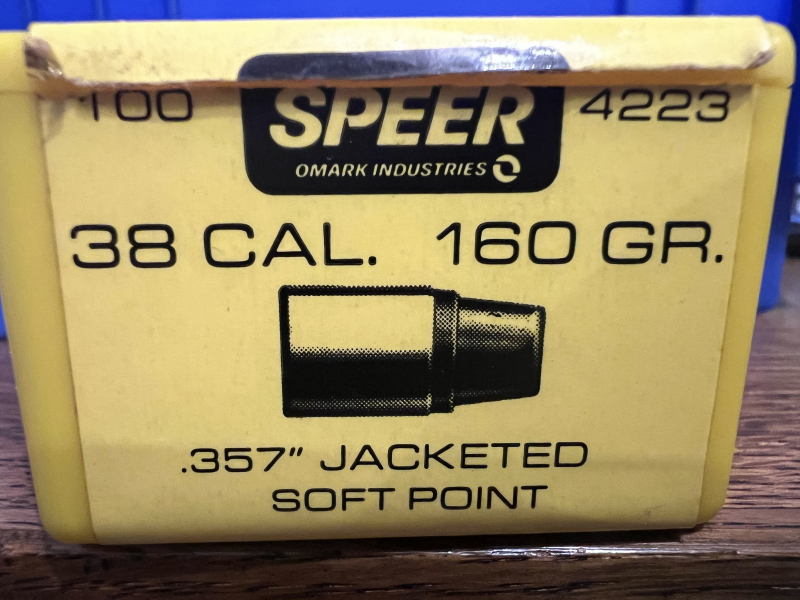 100 SPEER 4223
OMARK INDUSTRIES
38 CAL. 160 GR.
.357" JACKETED
SOFT POINT